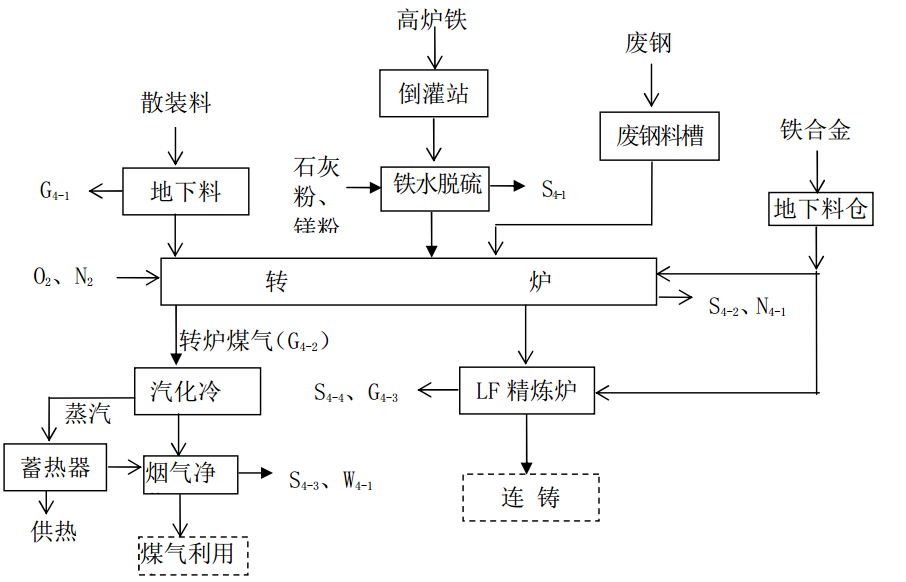 高炉铁
废钢
散装料
倒灌站
铁合金
废钢料槽
石灰
粉、
镁粉
铁水脱硫
S₄₋₁
G₄₋₁
地下料
地下料仓
O₂、N₂
转 炉
S₄₋₂、N₄₋₁
转炉煤气(G₄₋₂)
汽化冷
S₄₋₄、G₄₋₃
LF 精炼炉
蒸汽
蓄热器
烟气净
S₄₋₃、W₄₋₁
连 铸
供热
煤气利用